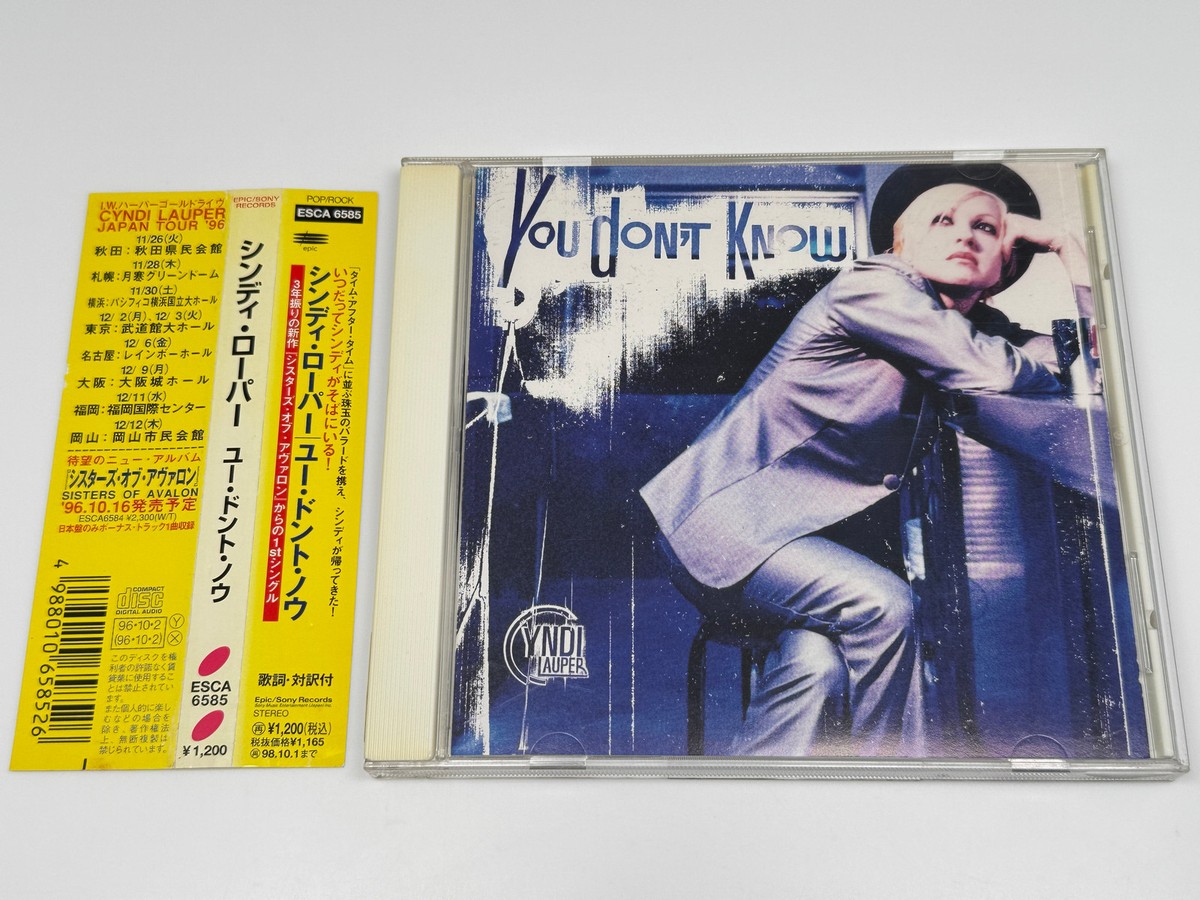 I.W.ハーパーゴールドライヴ
CYNDI LAUPER
JAPAN TOUR '96
11/26(火)
秋田:秋田県民会館
11/28(木)
札幌:月寒グリーンドーム
11/30(土)
横浜:パシフィコ横浜国立大ホール
12/ 2(月)、12/ 3(火)
東京:武道館大ホール
12/ 6(金)
名古屋:レインボーホール
12/ 9(月)
大阪:大阪城ホール
12/11(水)
福岡:福岡国際センター
12/12(木)
岡山:岡山市民会館
待望のニュー・アルバム
『シスターズ・オブ・アヴァロン』
SISTERS OF AVALON
'96.10.16発売予定
ESCA6584 ¥2,300(W/T)
日本盤のみボーナス・トラック1曲収録
4 988010 658526
COMPACT
disc
DIGITAL AUDIO
96・10・2
(96・10・2)
Y
X
このディスクを権
利者の許諾なく賃
貸業に使用するこ
とは禁止されてい
ます。
また個人的に楽し
むなどの場合を
除き、著作権法
上、無断複製は
禁じられています。
EPIC/SONY
RECORDS
シンディ・ローパー ユー・ドント・ノウ
ESCA
6585
¥1,200
POP/ROCK
ESCA 6585
epic
「タイム・アフター・タイム」に並ぶ珠玉のバラードを携え、シンディが帰ってきた!
いつだってシンディがそばにいる!
シンディ・ローパー|ユー・ドント・ノウ
3年振りの新作『シスターズ・オブ・アヴァロン』からの1stシングル
歌詞・対訳付
Epic/Sony Records
Sony Music Entertainment (Japan) Inc.
STEREO
再 ¥1,200(税込)
税抜価格¥1,165
再 98.10.1まで
YOU DON'T KNOW
CYNDI
LAUPER